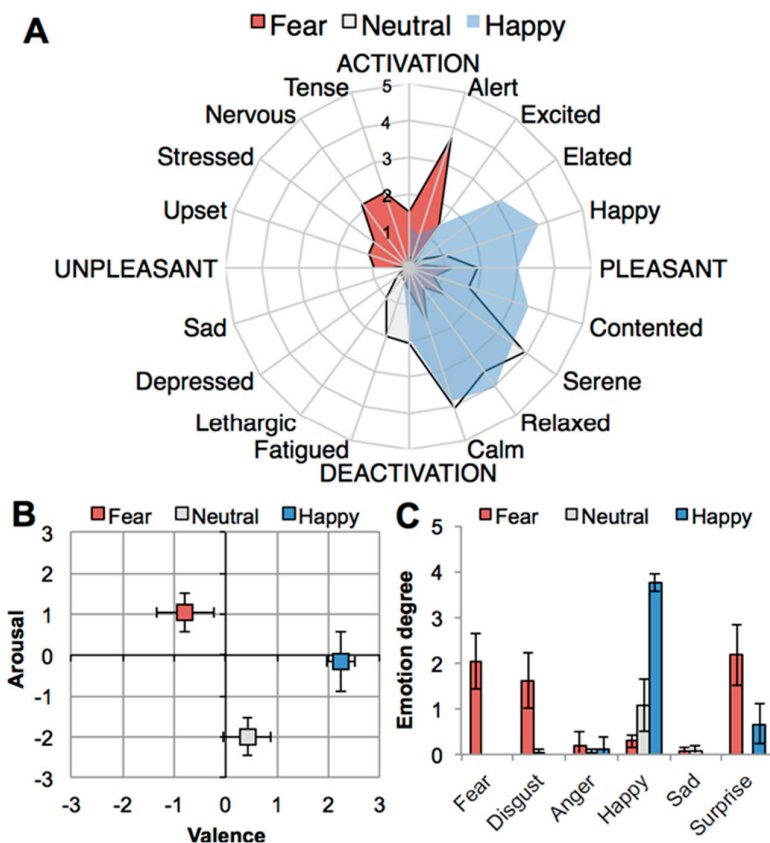 A
Fear Neutral Happy
ACTIVATION
Tense 5 Alert
Nervous 4 Excited
Stressed 3 Elated
Upset 2 Happy
1
UNPLEASANT PLEASANT
Sad Contented
Depressed Serene
Lethargic Relaxed
Fatigued Calm
DEACTIVATION
B Fear Neutral Happy
3
2
1
0
-1
-2
-3
Arousal
-3 -2 -1 0 1 2 3
Valence
C Fear Neutral Happy
5
4
3
2
1
0
Emotion degree
Fear Disgust Anger Happy Sad Surprise